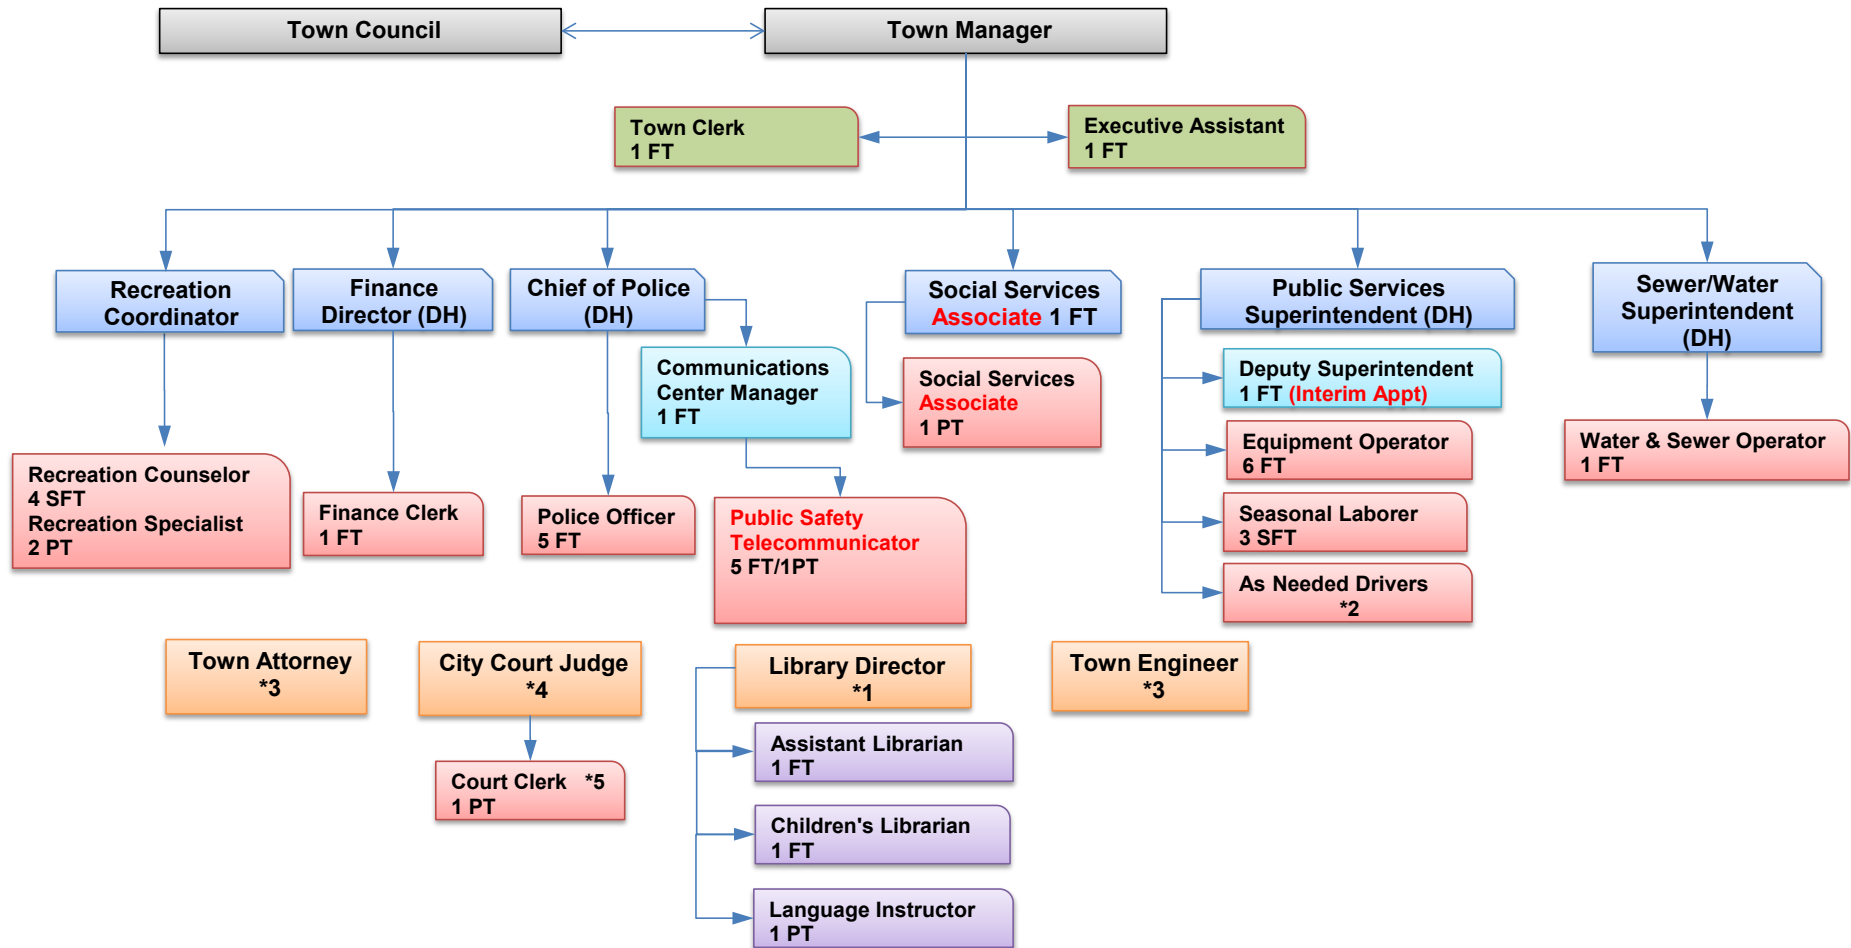 Town Council
Town Manager
Town Clerk
1 FT
Executive Assistant
1 FT
Recreation
Coordinator
Finance
Director (DH)
Chief of Police
(DH)
Social Services
Associate 1 FT
Public Services
Superintendent (DH)
Sewer/Water
Superintendent
(DH)
Communications
Center Manager
1 FT
Social Services
Associate
1 PT
Deputy Superintendent
1 FT (Interim Appt)
Equipment Operator
6 FT
Water & Sewer Operator
1 FT
Recreation Counselor
4 SFT
Recreation Specialist
2 PT
Finance Clerk
1 FT
Police Officer
5 FT
Public Safety
Telecommunicator
5 FT/1PT
Seasonal Laborer
3 SFT
As Needed Drivers
*2
Town Attorney
*3
City Court Judge
*4
Library Director
*1
Town Engineer
*3
Court Clerk *5
1 PT
Assistant Librarian
1 FT
Children's Librarian
1 FT
Language Instructor
1 PT